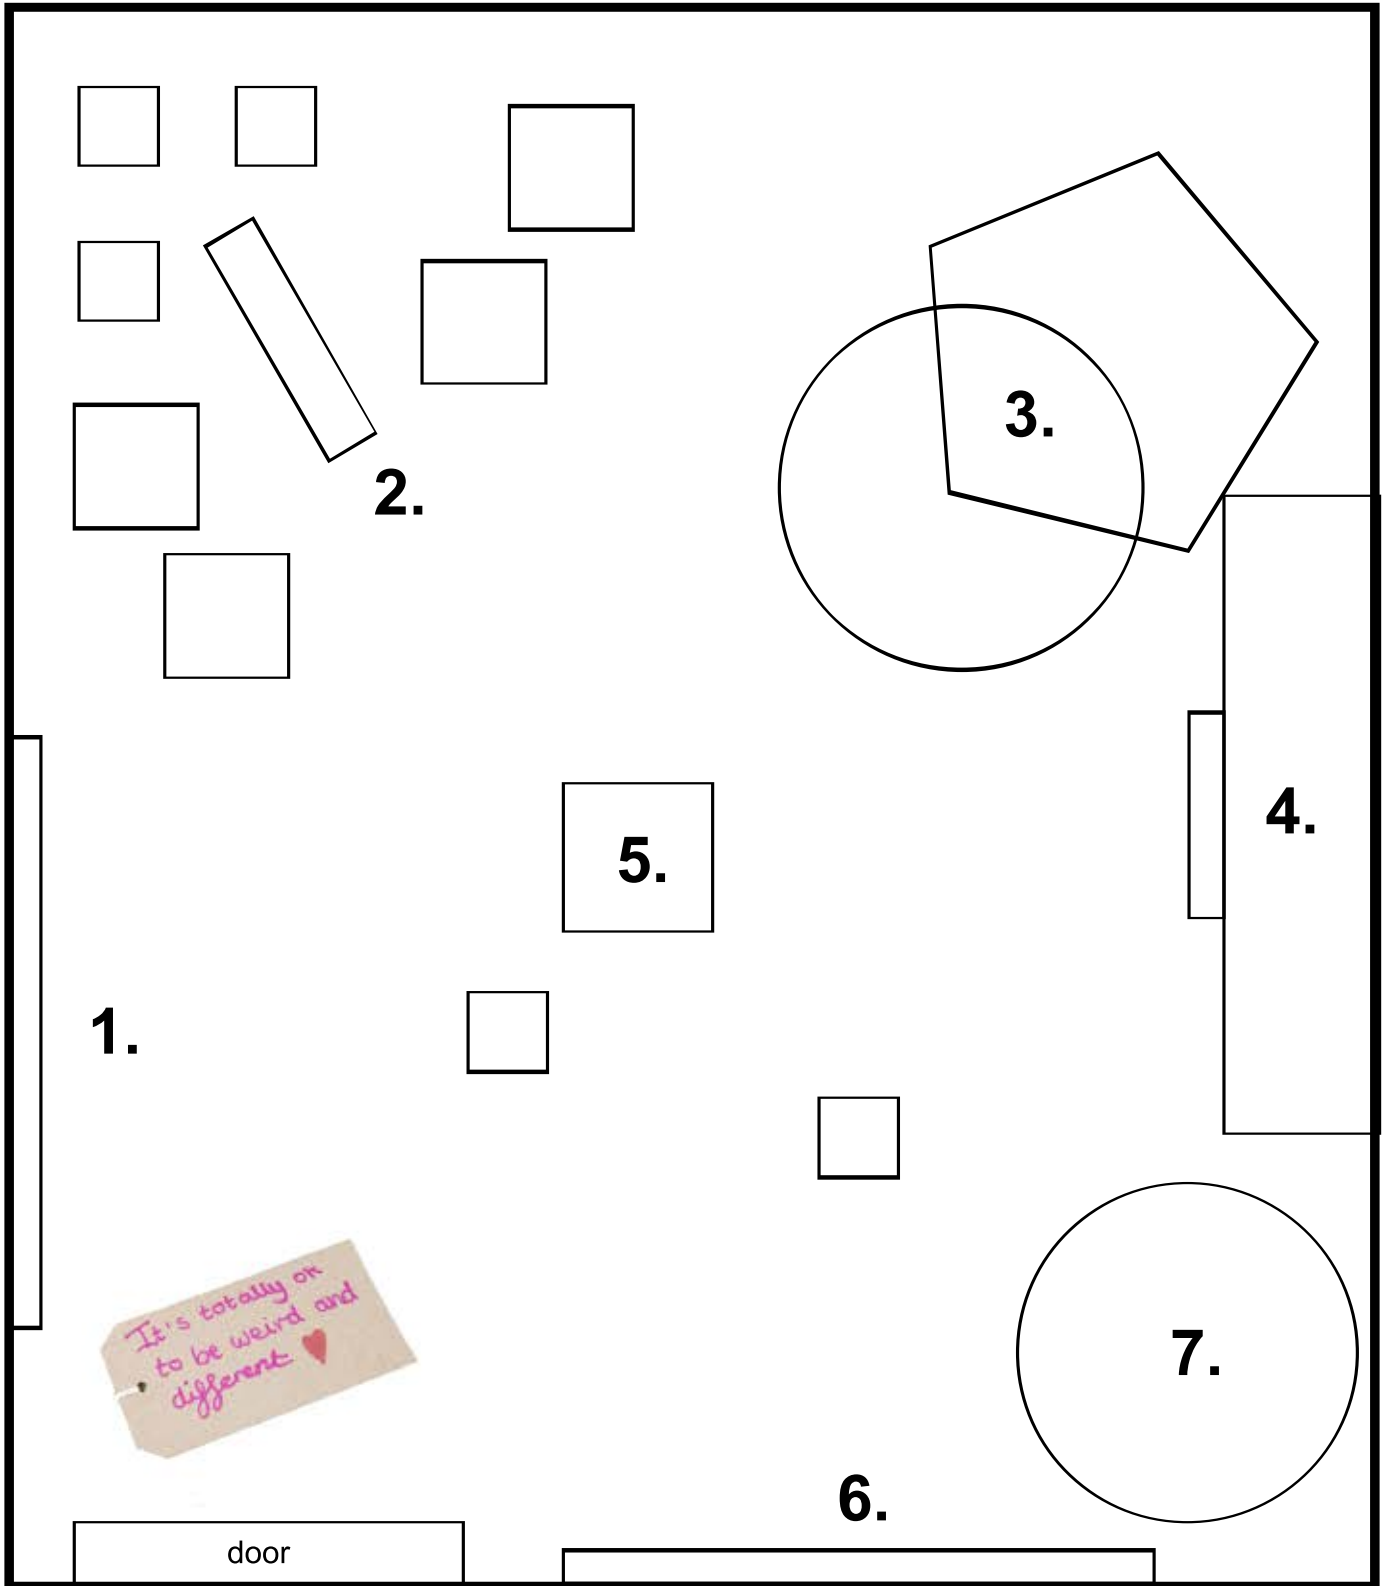 3.
2.
4.
5.
1.
It's totally ok
to be weird and
different
7.
6.
door